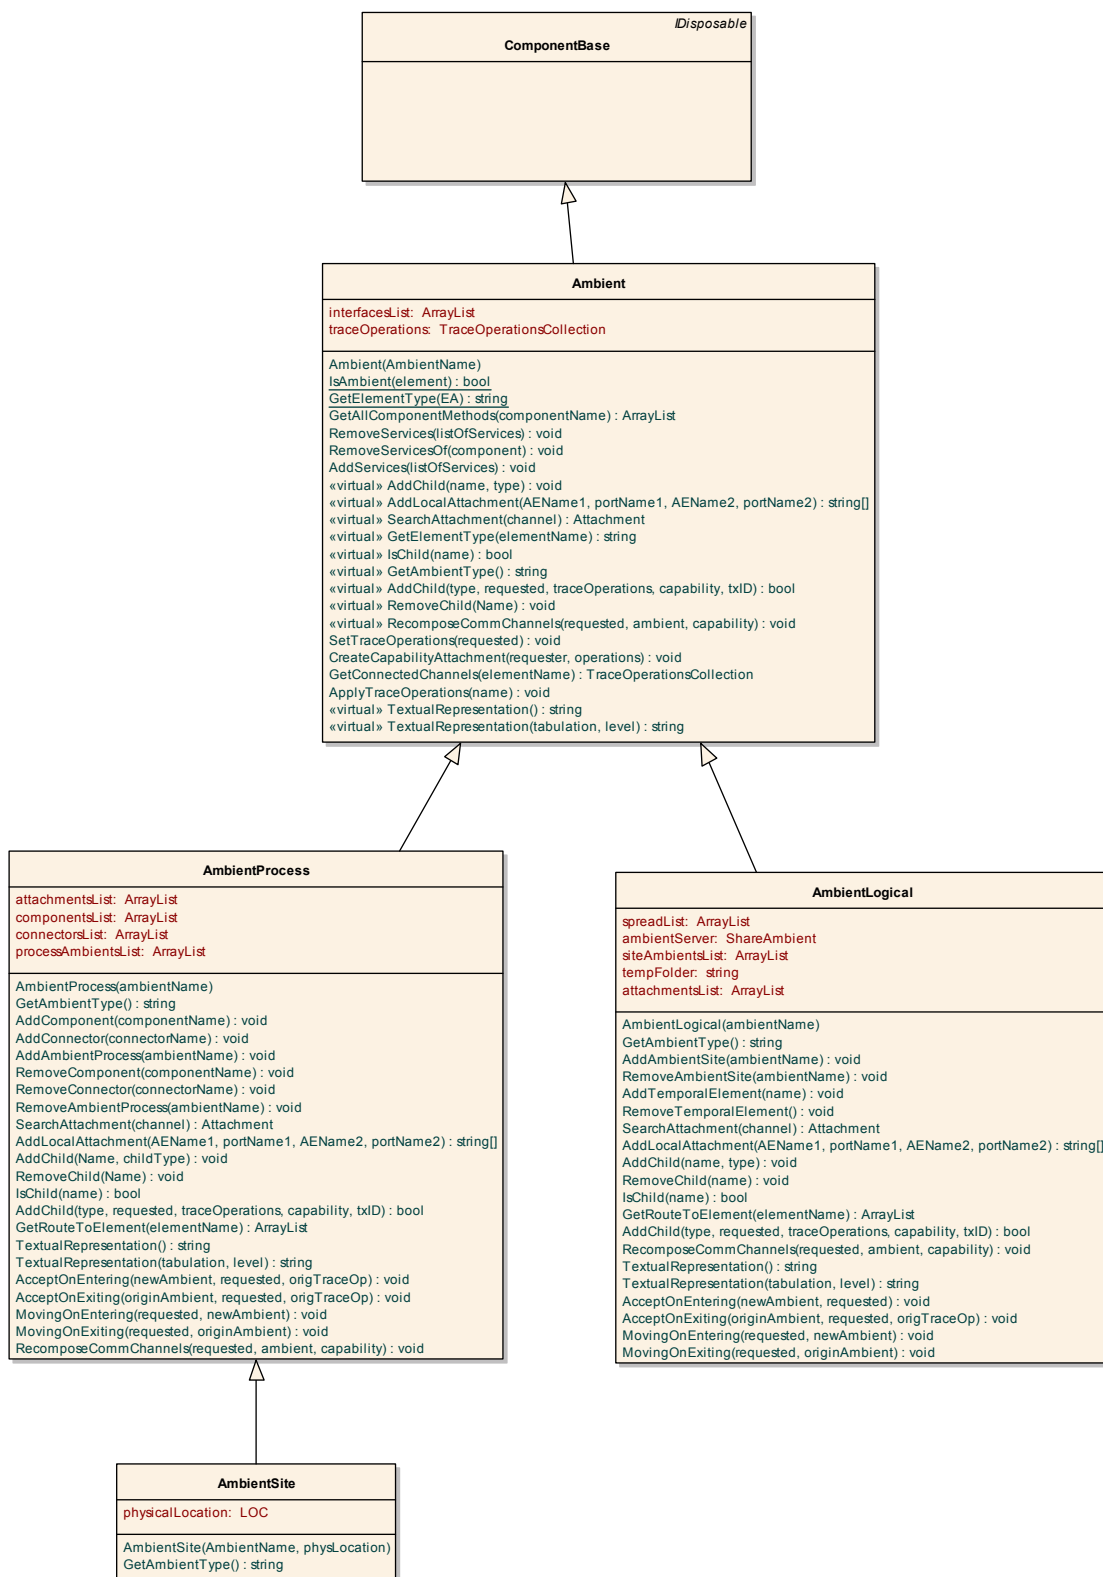 IDisposable
ComponentBase
Ambient
interfacesList: ArrayList
traceOperations: TraceOperationsCollection
Ambient(AmbientName)
IsAmbient(element) : bool
GetElementType(EA) : string
GetAllComponentMethods(componentName) : ArrayList
RemoveServices(listOfServices) : void
RemoveServicesOf(component) : void
AddServices(listOfServices) : void
«virtual» AddChild(name, type) : void
«virtual» AddLocalAttachment(AEName1, portName1, AEName2, portName2) : string[]
«virtual» SearchAttachment(channel) : Attachment
«virtual» GetElementType(elementName) : string
«virtual» IsChild(name) : bool
«virtual» GetAmbientType() : string
«virtual» AddChild(type, requested, traceOperations, capability, txID) : bool
«virtual» RemoveChild(Name) : void
«virtual» RecomposeCommChannels(requested, ambient, capability) : void
SetTraceOperations(requested) : void
CreateCapabilityAttachment(requester, operations) : void
GetConnectedChannels(elementName) : TraceOperationsCollection
ApplyTraceOperations(name) : void
«virtual» TextualRepresentation() : string
«virtual» TextualRepresentation(tabulation, level) : string
AmbientProcess
attachmentsList: ArrayList
componentsList: ArrayList
connectorsList: ArrayList
processAmbientsList: ArrayList
AmbientProcess(ambientName)
GetAmbientType() : string
AddComponent(componentName) : void
AddConnector(connectorName) : void
AddAmbientProcess(ambientName) : void
RemoveComponent(componentName) : void
RemoveConnector(connectorName) : void
RemoveAmbientProcess(ambientName) : void
SearchAttachment(channel) : Attachment
AddLocalAttachment(AEName1, portName1, AEName2, portName2) : string[]
AddChild(Name, childType) : void
RemoveChild(Name) : void
IsChild(name) : bool
AddChild(type, requested, traceOperations, capability, txID) : bool
GetRouteToElement(elementName) : ArrayList
TextualRepresentation() : string
TextualRepresentation(tabulation, level) : string
AcceptOnEntering(newAmbient, requested, origTraceOp) : void
AcceptOnExiting(originAmbient, requested, origTraceOp) : void
MovingOnEntering(requested, newAmbient) : void
MovingOnExiting(requested, originAmbient) : void
RecomposeCommChannels(requested, ambient, capability) : void
AmbientLogical
spreadList: ArrayList
ambientServer: ShareAmbient
siteAmbientsList: ArrayList
tempFolder: string
attachmentsList: ArrayList
AmbientLogical(ambientName)
GetAmbientType() : string
AddAmbientSite(ambientName) : void
RemoveAmbientSite(ambientName) : void
AddTemporalElement(name) : void
RemoveTemporalElement() : void
SearchAttachment(channel) : Attachment
AddLocalAttachment(AEName1, portName1, AEName2, portName2) : string[]
AddChild(name, type) : void
RemoveChild(name) : void
IsChild(name) : bool
GetRouteToElement(elementName) : ArrayList
AddChild(type, requested, traceOperations, capability, txID) : bool
RecomposeCommChannels(requested, ambient, capability) : void
TextualRepresentation() : string
TextualRepresentation(tabulation, level) : string
AcceptOnEntering(newAmbient, requested) : void
AcceptOnExiting(originAmbient, requested, origTraceOp) : void
MovingOnEntering(requested, newAmbient) : void
MovingOnExiting(requested, originAmbient) : void
AmbientSite
physicalLocation: LOC
AmbientSite(AmbientName, physLocation)
GetAmbientType() : string